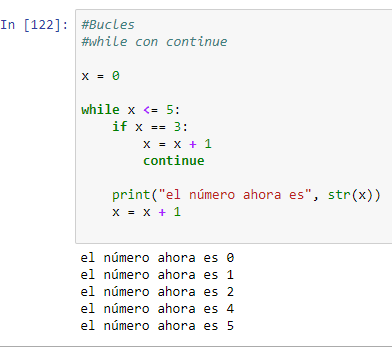 In [122]: #Bucles
#while con continue
x = 0
while x <= 5:
    if x == 3:
        x = x + 1
        continue
    print("el número ahora es", str(x))
    x = x + 1
el número ahora es 0
el número ahora es 1
el número ahora es 2
el número ahora es 4
el número ahora es 5